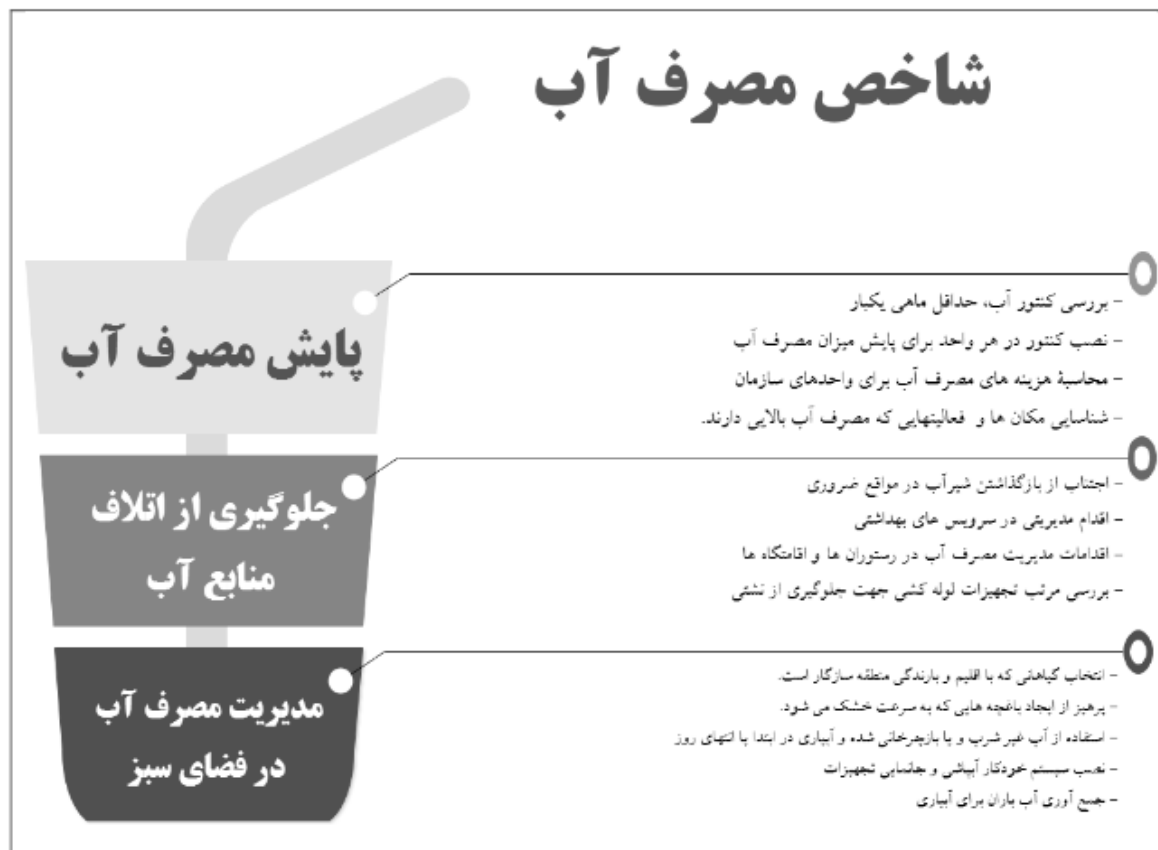 شاخص مصرف آب
پایش مصرف آب
- بررسی کنتور آب، حداقل ماهی یکبار
- نصب کنتور در هر واحد برای پایش میزان مصرف آب
- محاسبهٔ هزینه های مصرف آب برای واحدهای سازمان
- شناسایی مکان ها و فعالیتهایی که مصرف آب بالایی دارند.
جلوگیری از اتلاف
منابع آب
- اجتناب از بازگذاشتن شیرآب در مواقع ضروری
- اقدام مدیریتی در سرویس های بهداشتی
- اقدامات مدیریت مصرف آب در رستوران ها و اقامتگاه ها
- بررسی مرتب تجهیزات لوله کشی جهت جلوگیری از نشتی
مدیریت مصرف آب
در فضای سبز
- انتخاب گیاهانی که با اقلیم و بارندگی منطقه سازگار است.
- پرهیز از ایجاد باغچه هایی که به سرعت خشک می شود.
- استفاده از آب غیر شرب و یا بازچرخانی شده و آبیاری در ابتدا یا انتهای روز
- نصب سیستم خودکار آبپاشی و جانمایی تجهیزات
- جمع آوری آب باران برای آبیاری